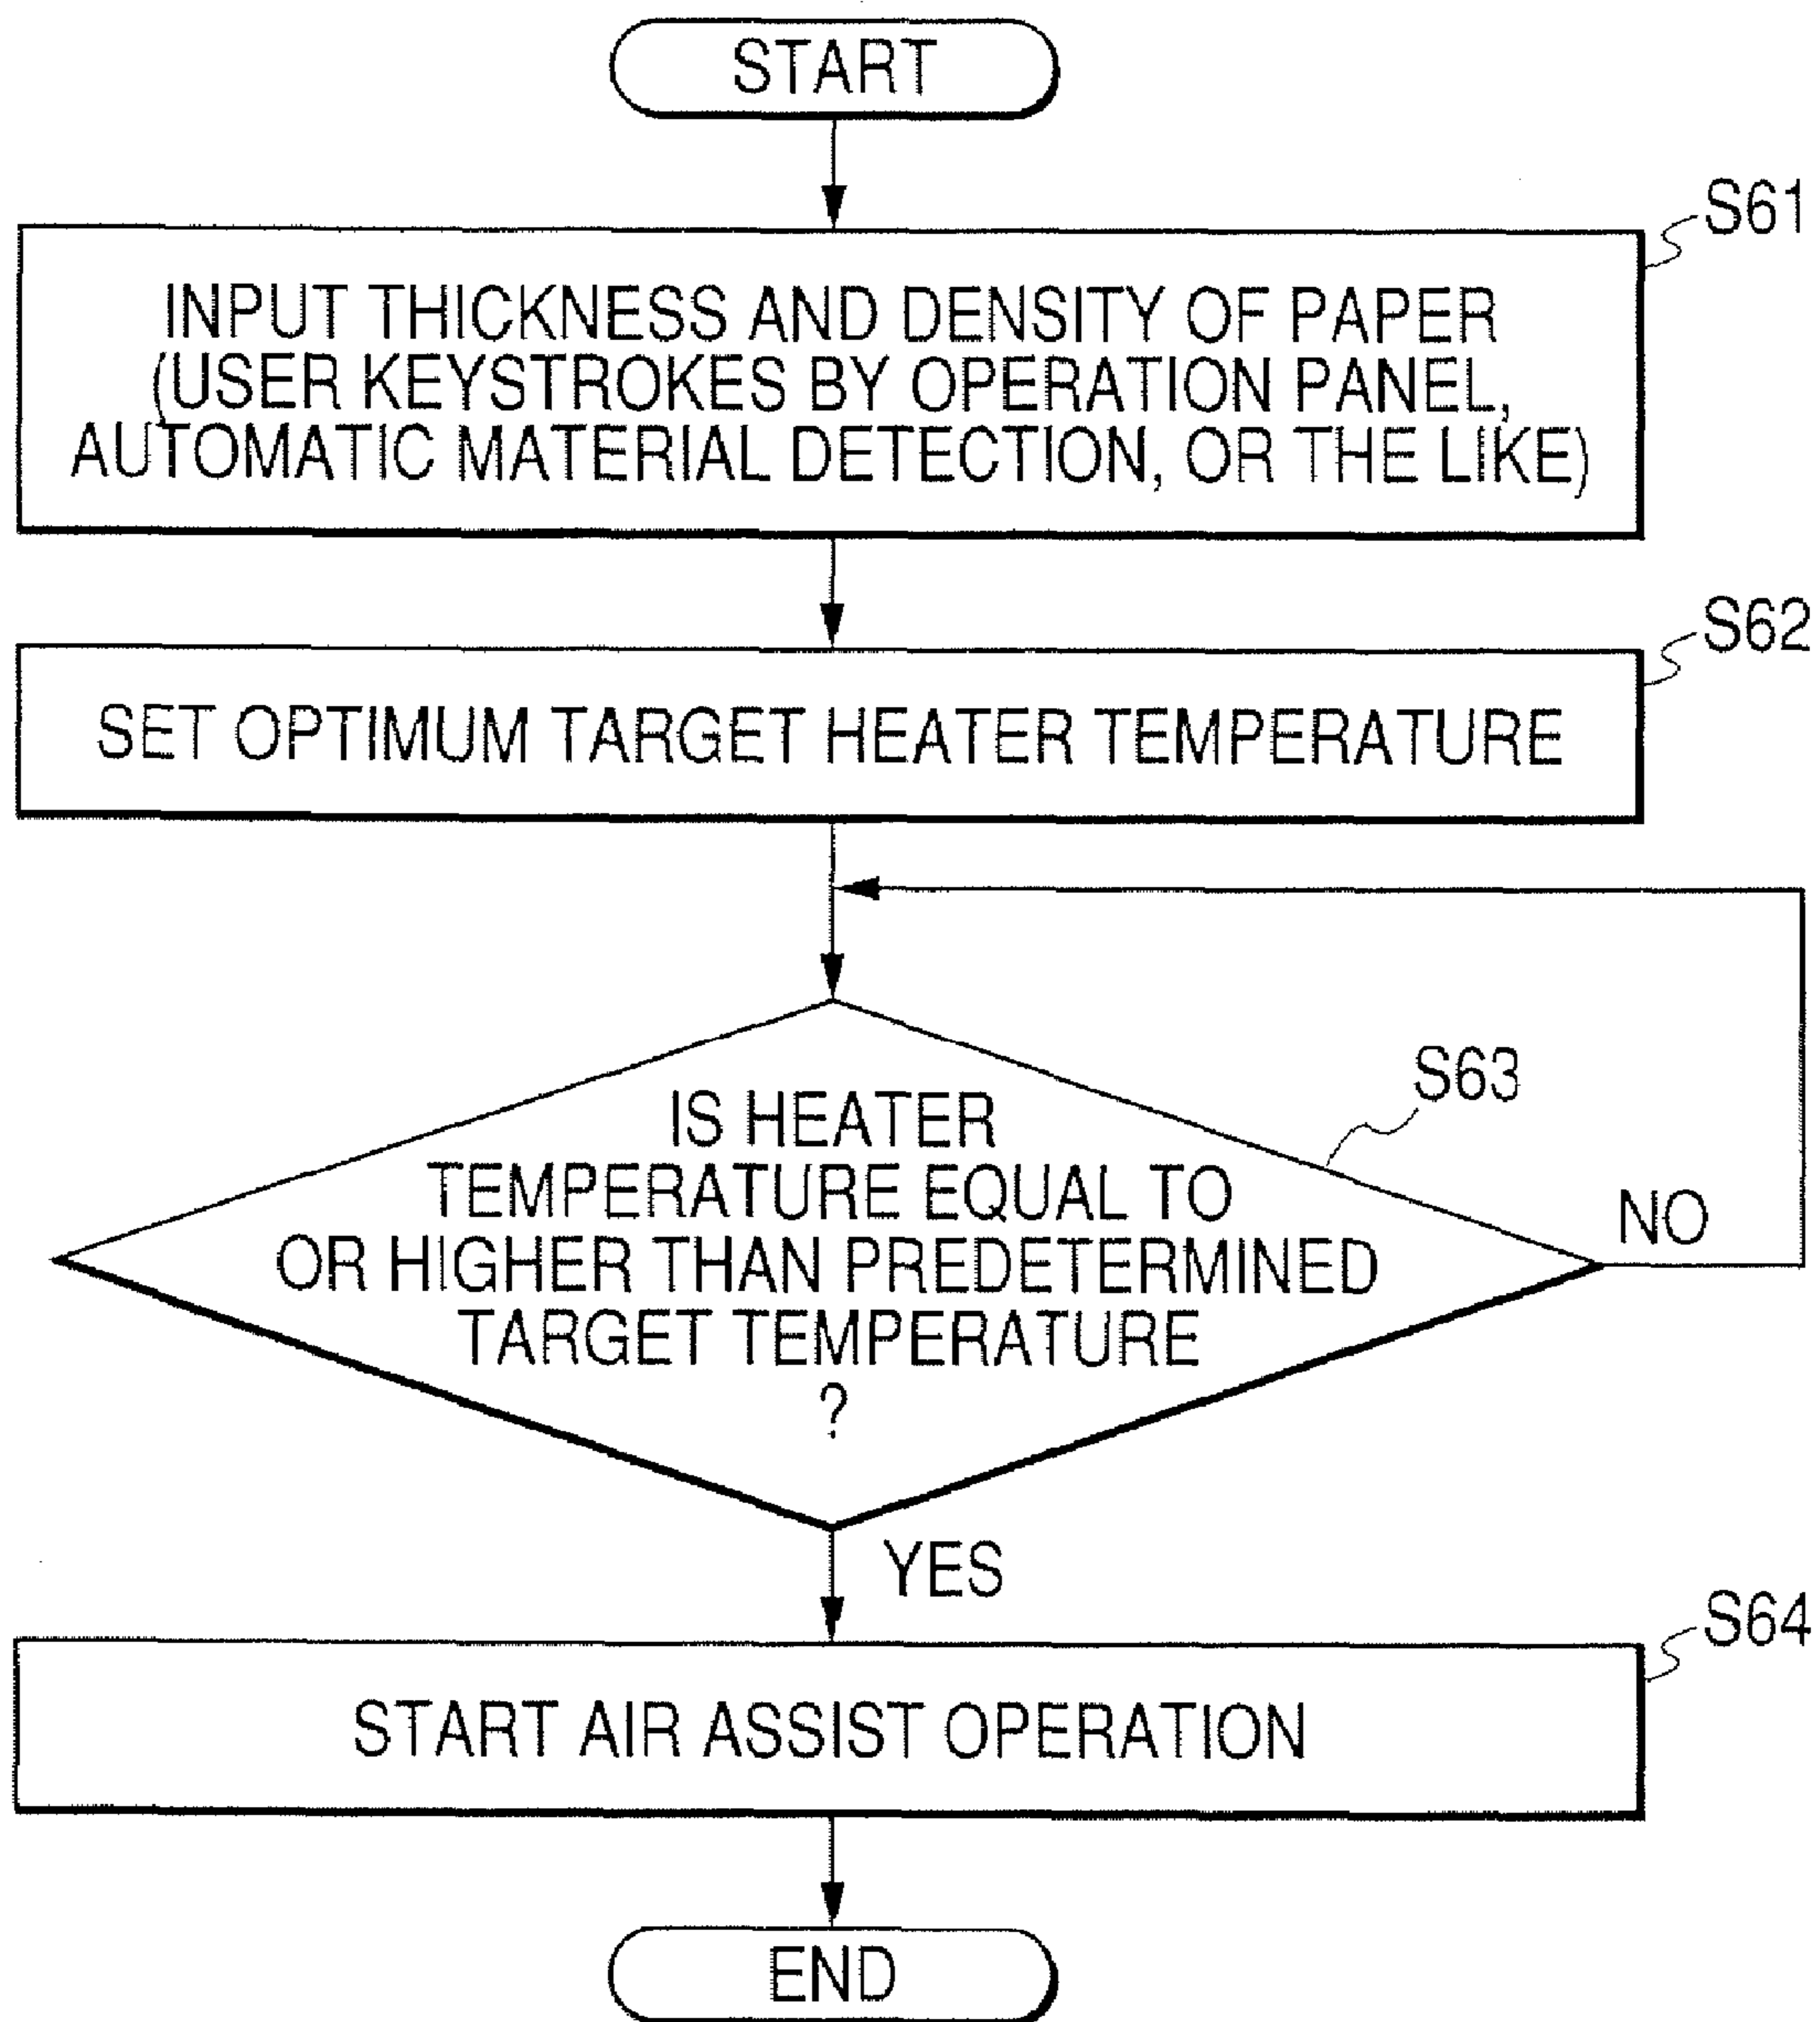 START
S61
INPUT THICKNESS AND DENSITY OF PAPER
(USER KEYSTROKES BY OPERATION PANEL,
AUTOMATIC MATERIAL DETECTION, OR THE LIKE)
S62
SET OPTIMUM TARGET HEATER TEMPERATURE
S63
IS HEATER
TEMPERATURE EQUAL TO
OR HIGHER THAN PREDETERMINED
TARGET TEMPERATURE
?
NO
YES
S64
START AIR ASSIST OPERATION
END